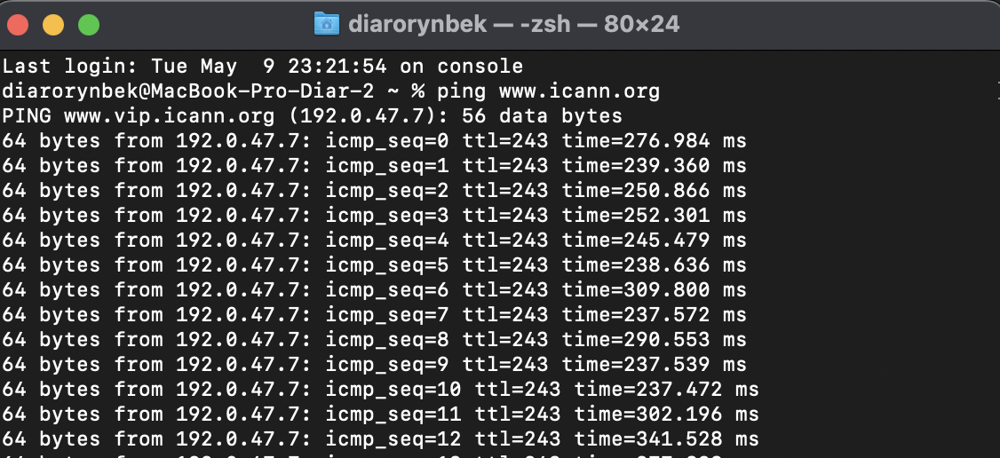 diarorynbek — -zsh — 80×24
Last login: Tue May  9 23:21:54 on console
diarorynbek@MacBook-Pro-Diar-2 ~ % ping www.icann.org
PING www.vip.icann.org (192.0.47.7): 56 data bytes
64 bytes from 192.0.47.7: icmp_seq=0 ttl=243 time=276.984 ms
64 bytes from 192.0.47.7: icmp_seq=1 ttl=243 time=239.360 ms
64 bytes from 192.0.47.7: icmp_seq=2 ttl=243 time=250.866 ms
64 bytes from 192.0.47.7: icmp_seq=3 ttl=243 time=252.301 ms
64 bytes from 192.0.47.7: icmp_seq=4 ttl=243 time=245.479 ms
64 bytes from 192.0.47.7: icmp_seq=5 ttl=243 time=238.636 ms
64 bytes from 192.0.47.7: icmp_seq=6 ttl=243 time=309.800 ms
64 bytes from 192.0.47.7: icmp_seq=7 ttl=243 time=237.572 ms
64 bytes from 192.0.47.7: icmp_seq=8 ttl=243 time=290.553 ms
64 bytes from 192.0.47.7: icmp_seq=9 ttl=243 time=237.539 ms
64 bytes from 192.0.47.7: icmp_seq=10 ttl=243 time=237.472 ms
64 bytes from 192.0.47.7: icmp_seq=11 ttl=243 time=302.196 ms
64 bytes from 192.0.47.7: icmp_seq=12 ttl=243 time=341.528 ms